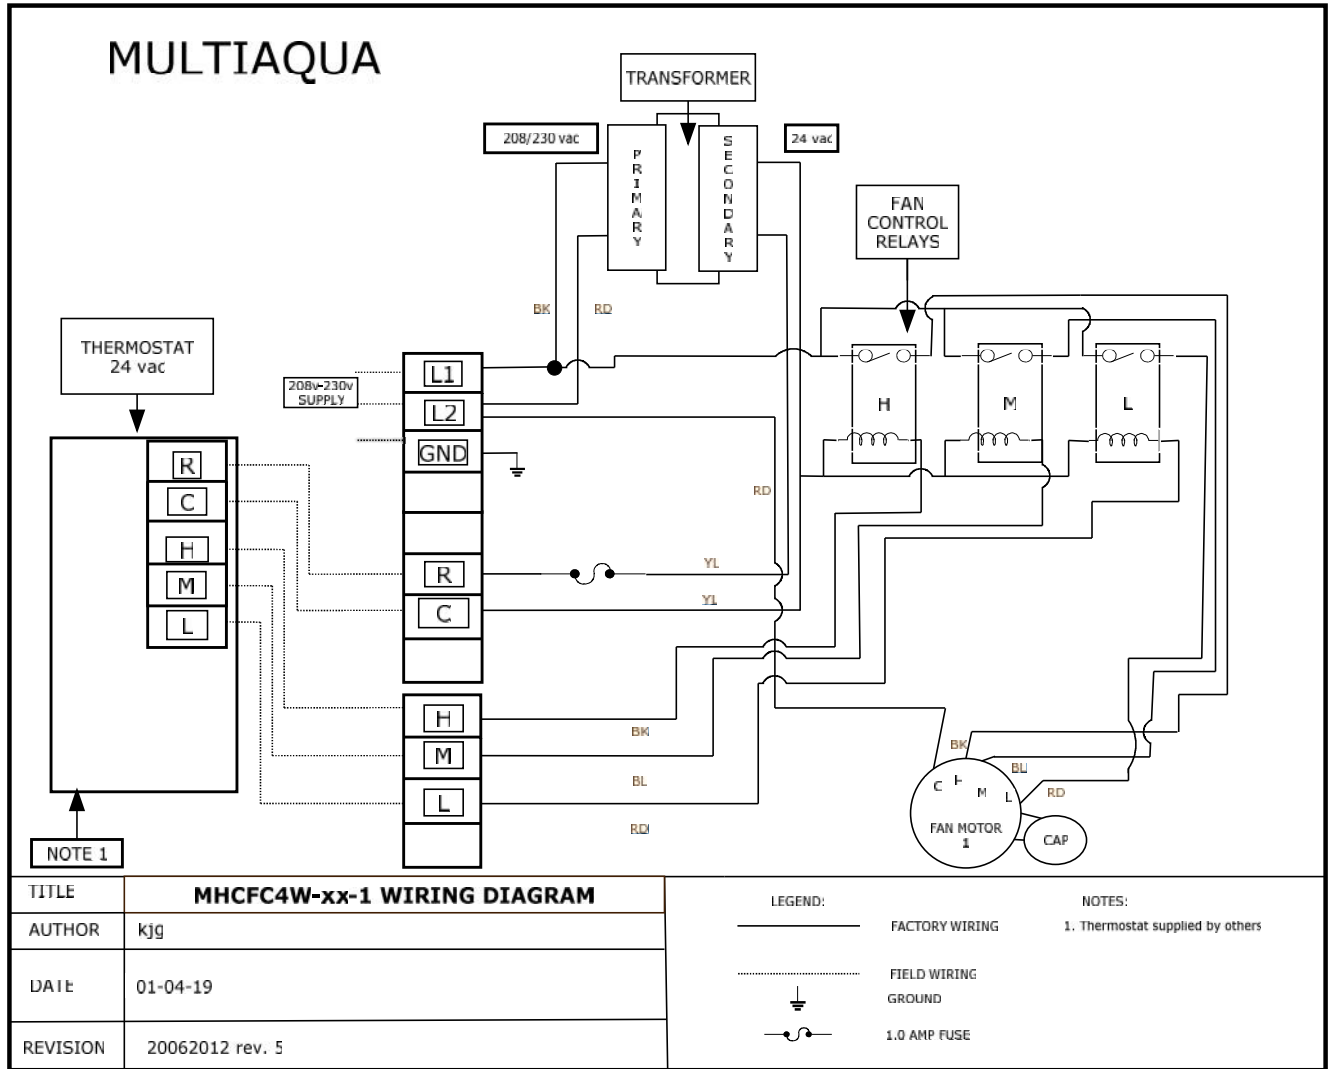 MULTIAQUA
TRANSFORMER
208/230 vac
24 vac
PRIMARY
SECONDARY
FAN
CONTROL
RELAYS
BK
RD
THERMOSTAT
24 vac
208v-230v
SUPPLY
L1
L2
GND
H
M
L
R
C
H
M
L
RD
R
YL
C
YL
H
BK
M
BL
L
RD
BK
BL
RD
C
H
M
L
FAN MOTOR
1
CAP
NOTE 1
TITLE
MHCFC4W-xx-1 WIRING DIAGRAM
AUTHOR
kjg
DATE
01-04-19
REVISION
20062012 rev. 5
LEGEND:
FACTORY WIRING
FIELD WIRING
GROUND
1.0 AMP FUSE
NOTES:
1. Thermostat supplied by others